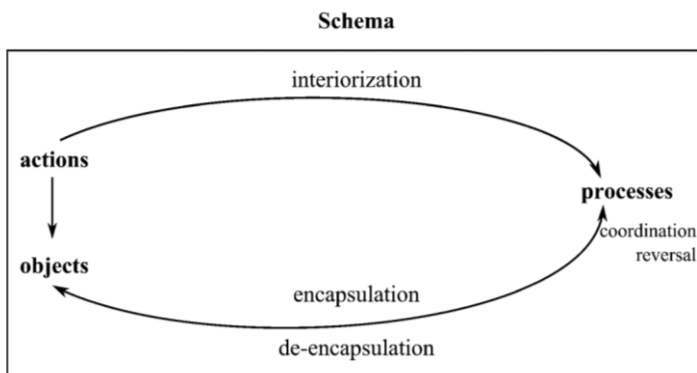 Schema
interiorization
actions
processes
coordination
reversal
objects
encapsulation
de-encapsulation